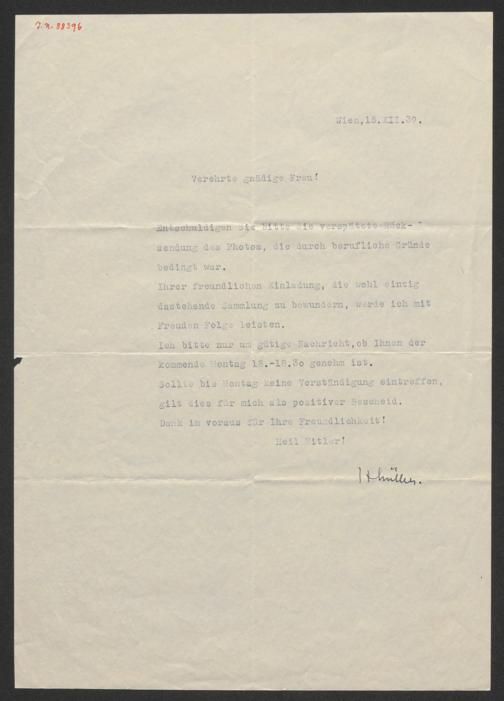 J.N. 88396
Wien, 15.XII.39.
Verehrte gnädige Frau!
Entschuldigen Sie bitte die verspätete Rück-
sendung des Photos, die durch berufliche Gründe
bedingt war.
Ihrer freundlichen Einladung, die wohl einzig
dastehende Sammlung zu bewundern, werde ich mit
Freuden Folge leisten.
Ich bitte nur um gütige Nachricht,ob Ihnen der
kommende Montag 18.-18.30 genehm ist.
Sollte bis Montag keine Verständigung eintreffen,
gilt dies für mich als positiver Bescheid.
Dank im voraus für Ihre Freundlichkeit!
Heil Hitler!